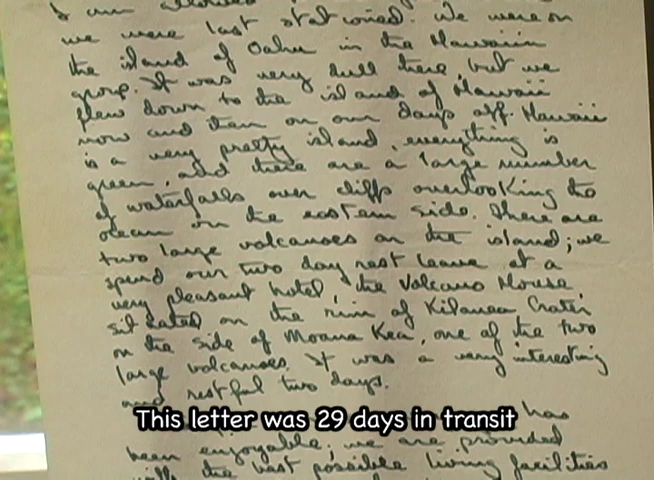 I am allowed
we were last stationed. We were on
the island of Oahu in the Hawaiin
group. It was very dull there, but we
flew down to the island of Hawaii
now and then on our days off. Hawaii
is a very pretty island, everything is
green, and there are a large number
of waterfalls over cliffs overlooking the
ocean on the eastern side. There are
two large volcanoes on the island; we
spend our two day rest leave at a
very pleasant hotel, the Volcano House,
situated on the rim of Kilauea Crater
on the side of Moana Kea, one of the two
large volcanoes. It was a very interesting
and restful two days.
has
This letter was 29 days in transit
been enjoyable; we are provided
with the best possible living facilities